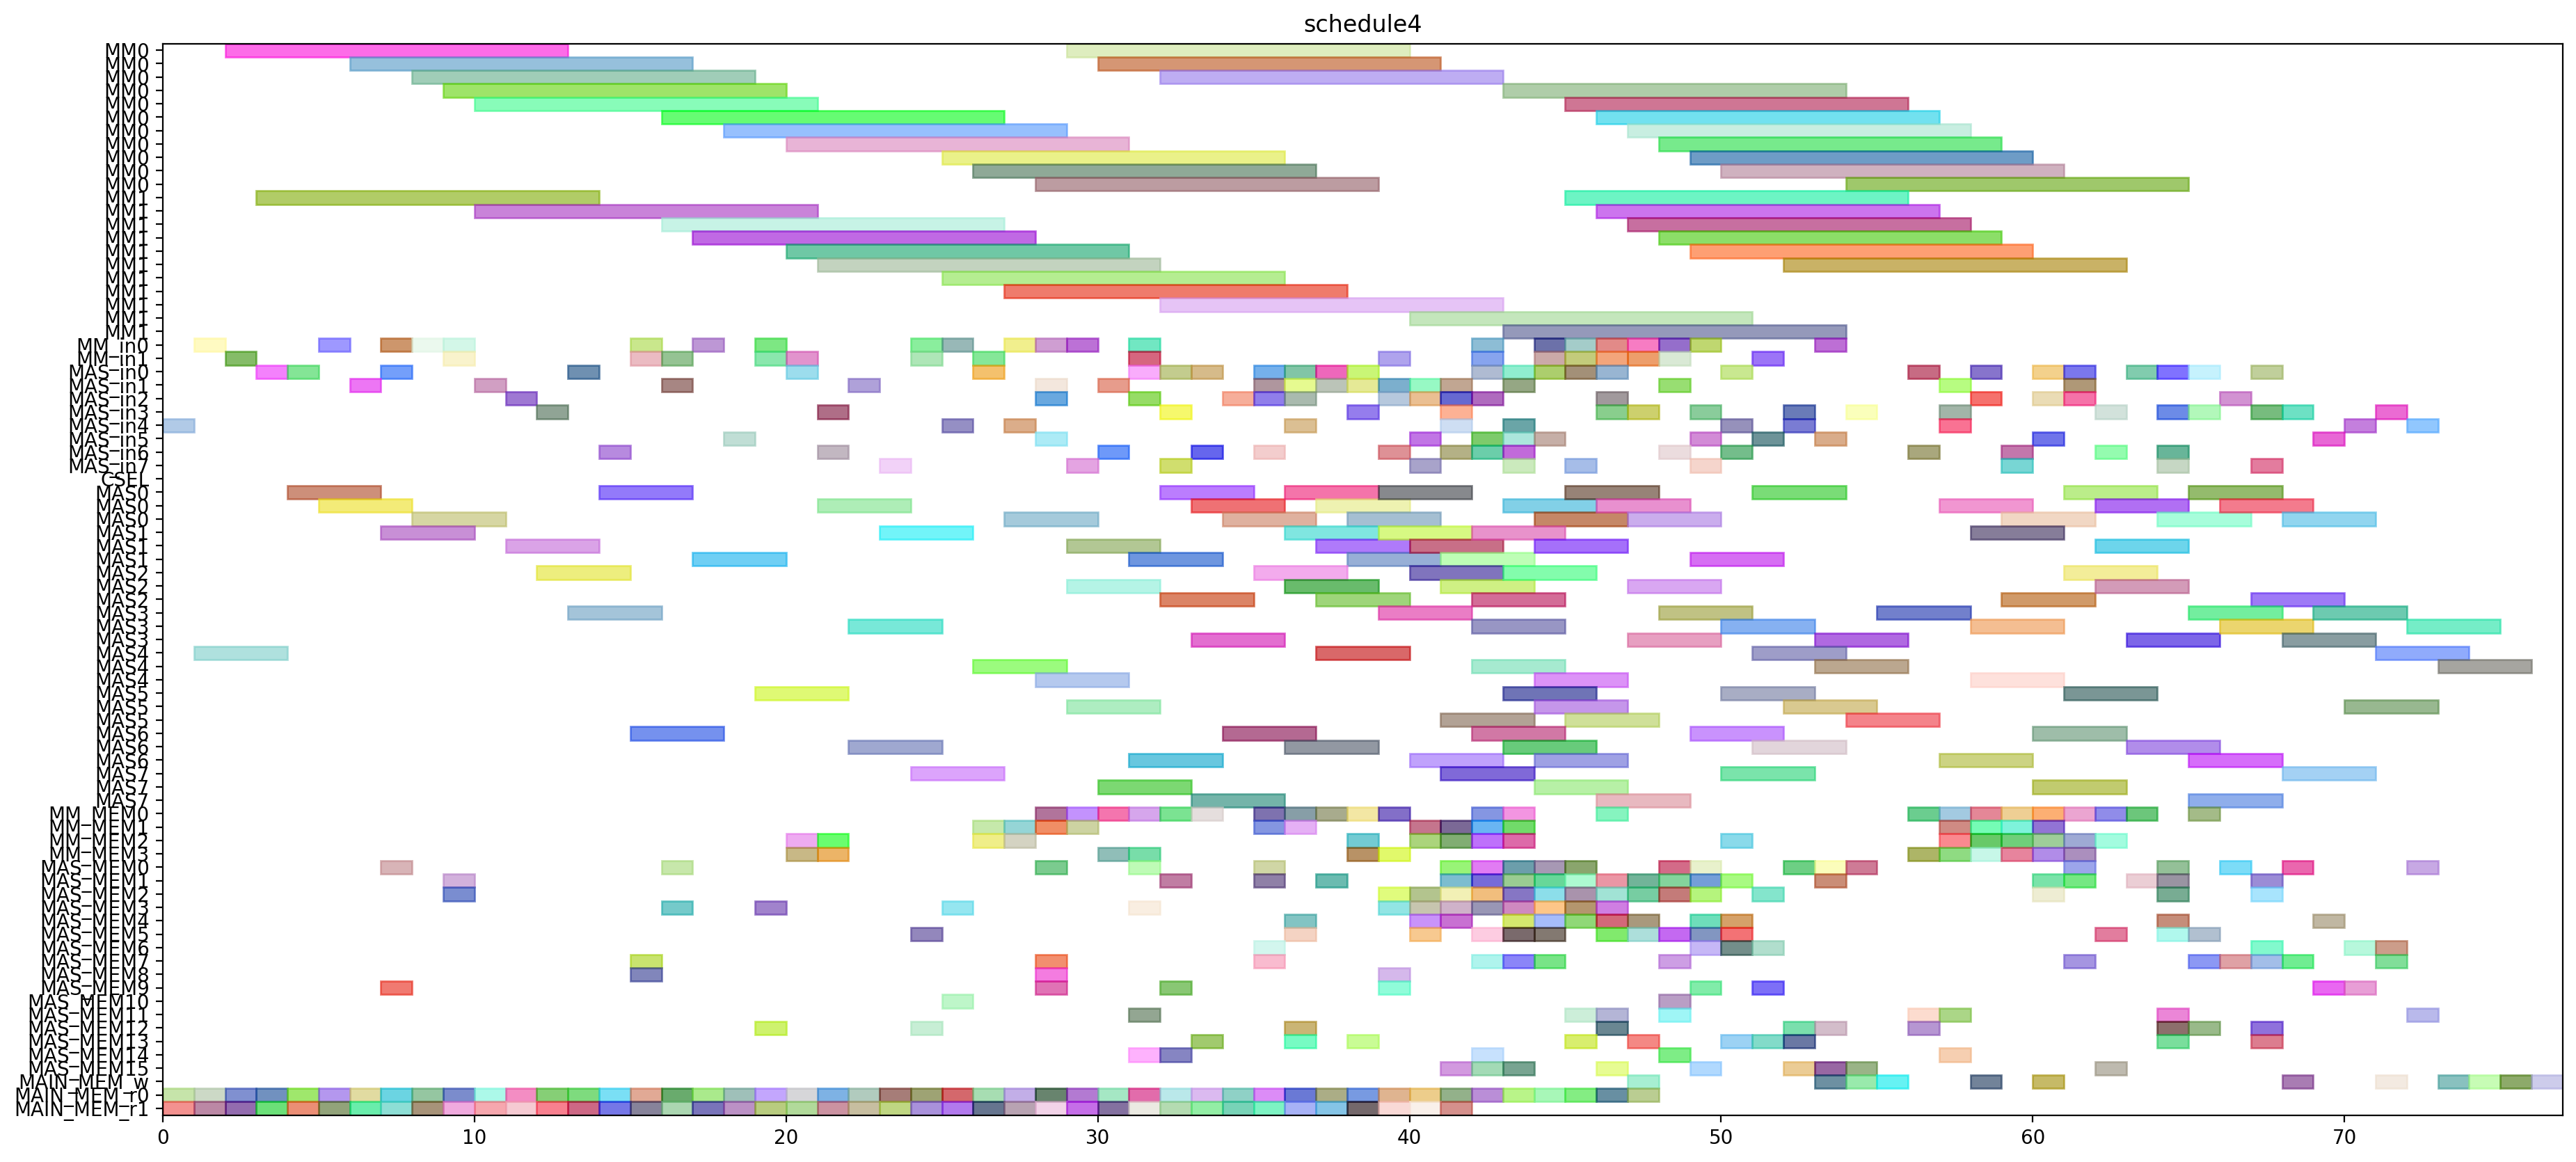 schedule4
MM0
MM0
MM0
MM0
MM0
MM0
MM0
MM0
MM0
MM0
MM0
MM1
MM1
MM1
MM1
MM1
MM1
MM1
MM1
MM1
MM1
MM1
MM_in0
MM_in1
MAS_in0
MAS_in1
MAS_in2
MAS_in3
MAS_in4
MAS_in5
MAS_in6
MAS_in7
CSEL
MAS0
MAS0
MAS0
MAS1
MAS1
MAS1
MAS2
MAS2
MAS2
MAS3
MAS3
MAS3
MAS4
MAS4
MAS4
MAS5
MAS5
MAS5
MAS6
MAS6
MAS6
MAS7
MAS7
MAS7
MM_MEM0
MM_MEM1
MM_MEM2
MM_MEM3
MAS_MEM0
MAS_MEM1
MAS_MEM2
MAS_MEM3
MAS_MEM4
MAS_MEM5
MAS_MEM6
MAS_MEM7
MAS_MEM8
MAS_MEM9
MAS_MEM10
MAS_MEM11
MAS_MEM12
MAS_MEM13
MAS_MEM14
MAS_MEM15
MAIN_MEM_w
MAIN_MEM_r0
MAIN_MEM_r1
0 10 20 30 40 50 60 70